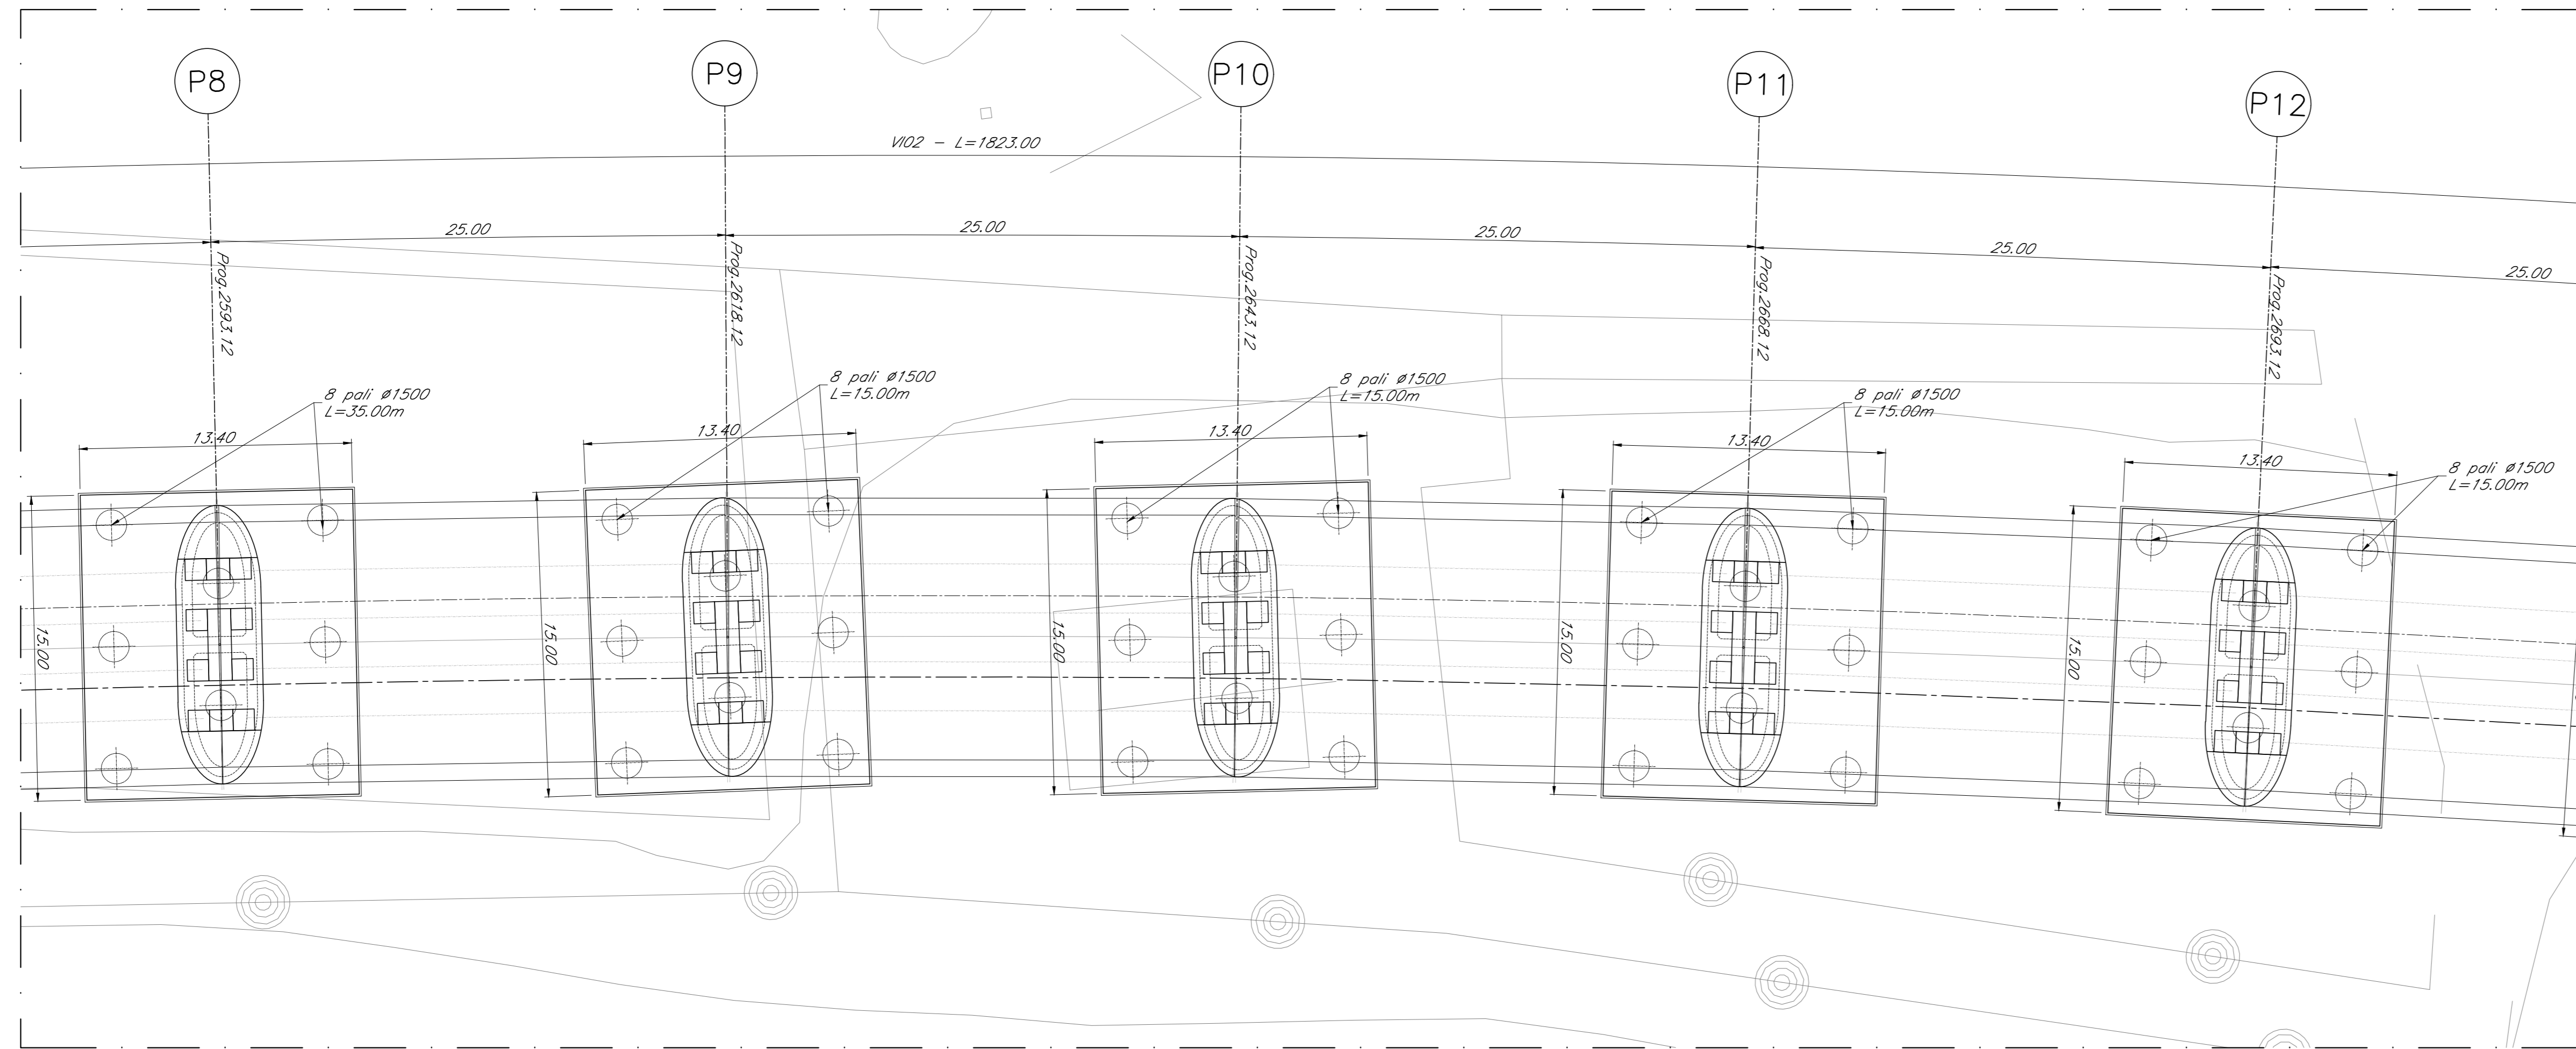 P8
P9
P10
P11
P12
VI02 - L=1823.00
25.00
25.00
25.00
25.00
25.00
Prog.2593.12
Prog.2618.12
Prog.2643.12
Prog.2668.12
Prog.2693.12
8 pali ø1500
L=35.00m
8 pali ø1500
L=15.00m
8 pali ø1500
L=15.00m
8 pali ø1500
L=15.00m
8 pali ø1500
L=15.00m
13.40
13.40
13.40
13.40
13.40
15.00
15.00
15.00
15.00
15.00